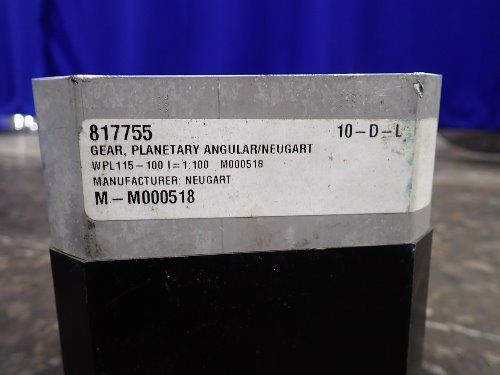 817755 10-D-L
GEAR, PLANETARY ANGULAR/NEUGART
WPL115-100 I=1:100 M000518
MANUFACTURER: NEUGART
M-M000518